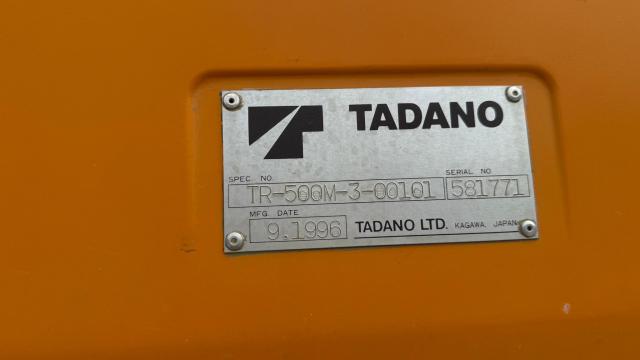 TADANO
SPEC. NO. SERIAL NO
TR-500M-3-00101 581771
MFG. DATE
9.1996 TADANO LTD. KAGAWA, JAPAN